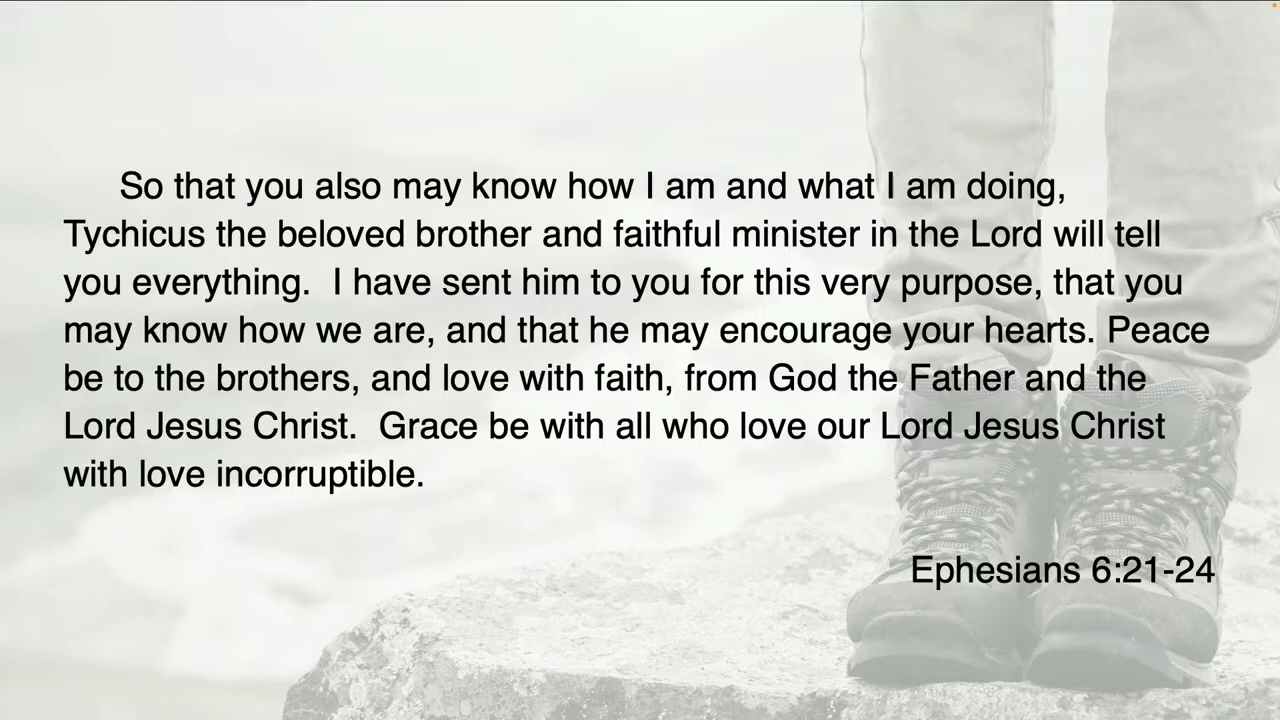 So that you also may know how I am and what I am doing,
Tychicus the beloved brother and faithful minister in the Lord will tell
you everything.  I have sent him to you for this very purpose, that you
may know how we are, and that he may encourage your hearts. Peace
be to the brothers, and love with faith, from God the Father and the
Lord Jesus Christ.  Grace be with all who love our Lord Jesus Christ
with love incorruptible.
Ephesians 6:21-24